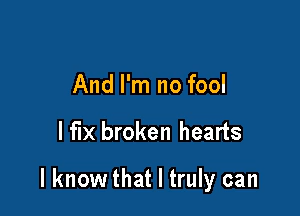 And I'm no fool
I fix broken hearts
I know that I truly can